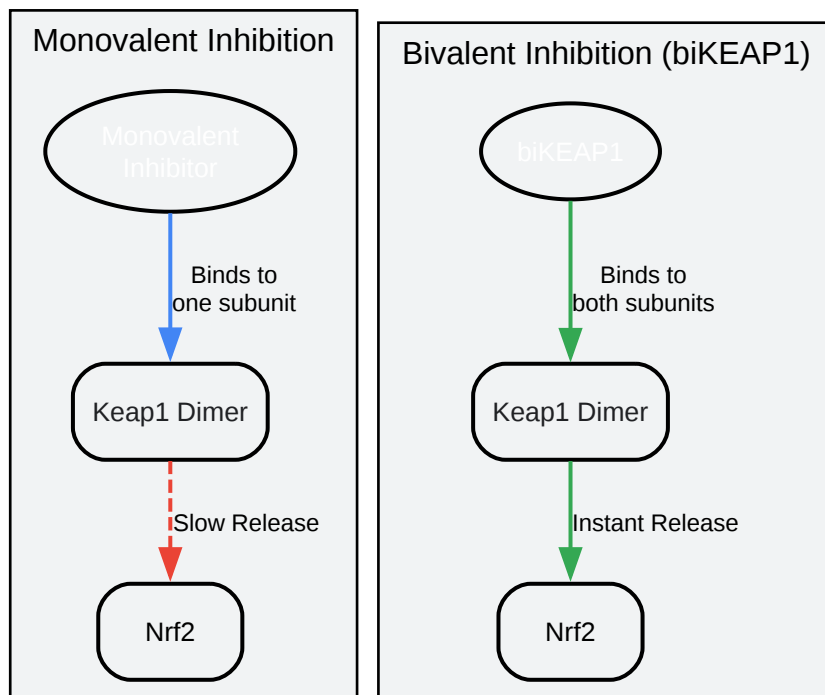 Monovalent Inhibition
Monovalent
Inhibitor
Binds to
one subunit
Keap1 Dimer
Slow Release
Nrf2
Bivalent Inhibition (biKEAP1)
biKEAP1
Binds to
both subunits
Keap1 Dimer
Instant Release
Nrf2